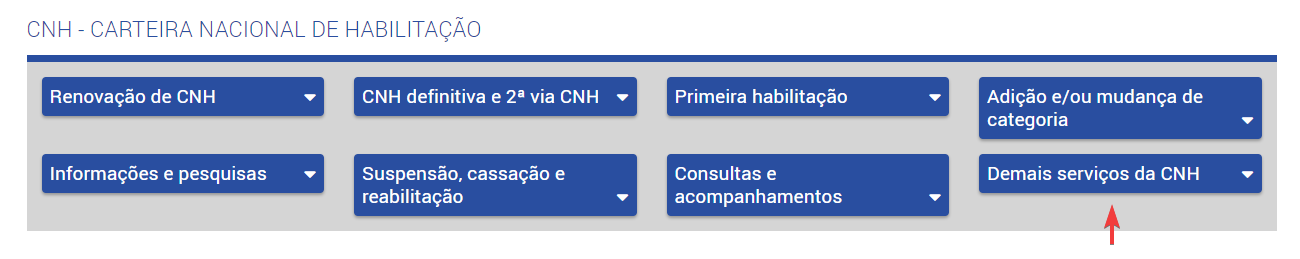 CNH - CARTEIRA NACIONAL DE HABILITAÇÃO
Renovação de CNH
CNH definitiva e 2ª via CNH
Primeira habilitação
Adição e/ou mudança de
categoria
Informações e pesquisas
Suspensão, cassação e
reabilitação
Consultas e
acompanhamentos
Demais serviços da CNH